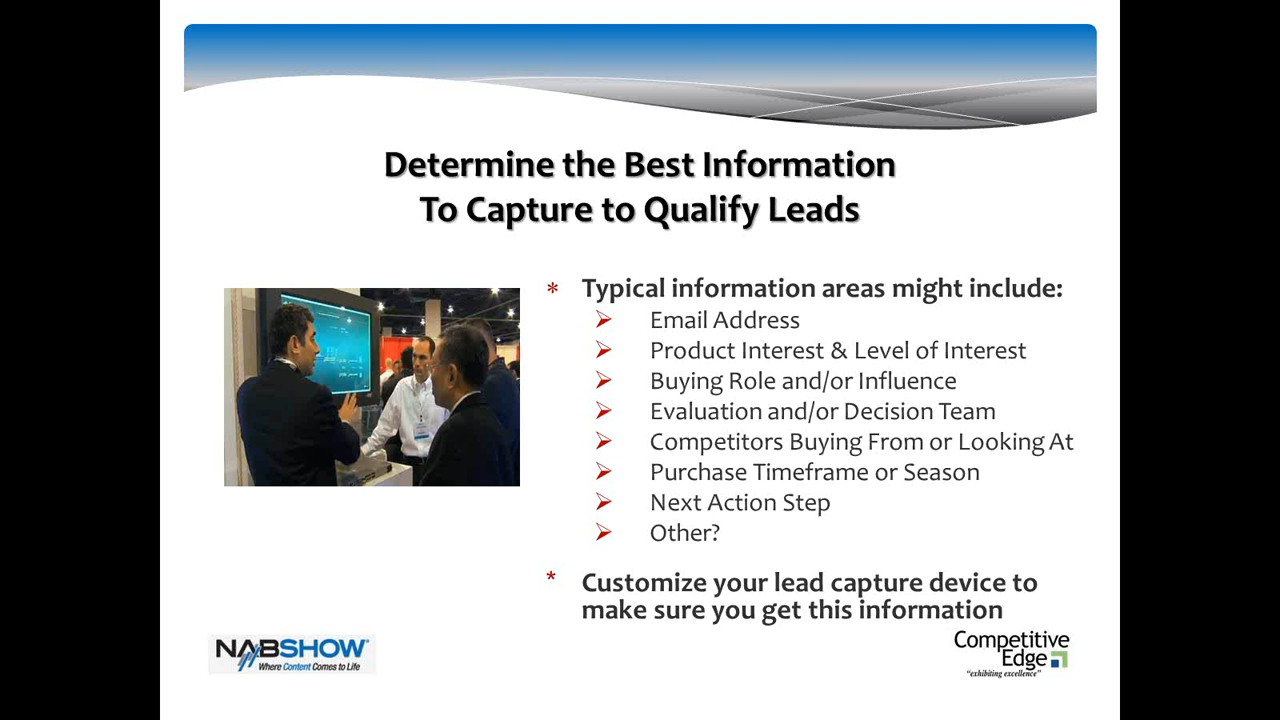 Determine the Best Information
To Capture to Qualify Leads
* Typical information areas might include:
➢ Email Address
➢ Product Interest & Level of Interest
➢ Buying Role and/or Influence
➢ Evaluation and/or Decision Team
➢ Competitors Buying From or Looking At
➢ Purchase Timeframe or Season
➢ Next Action Step
➢ Other?
* Customize your lead capture device to
make sure you get this information
NABSHOW®
Where Content Comes to Life
Competitive
Edge
"exhibiting excellence"